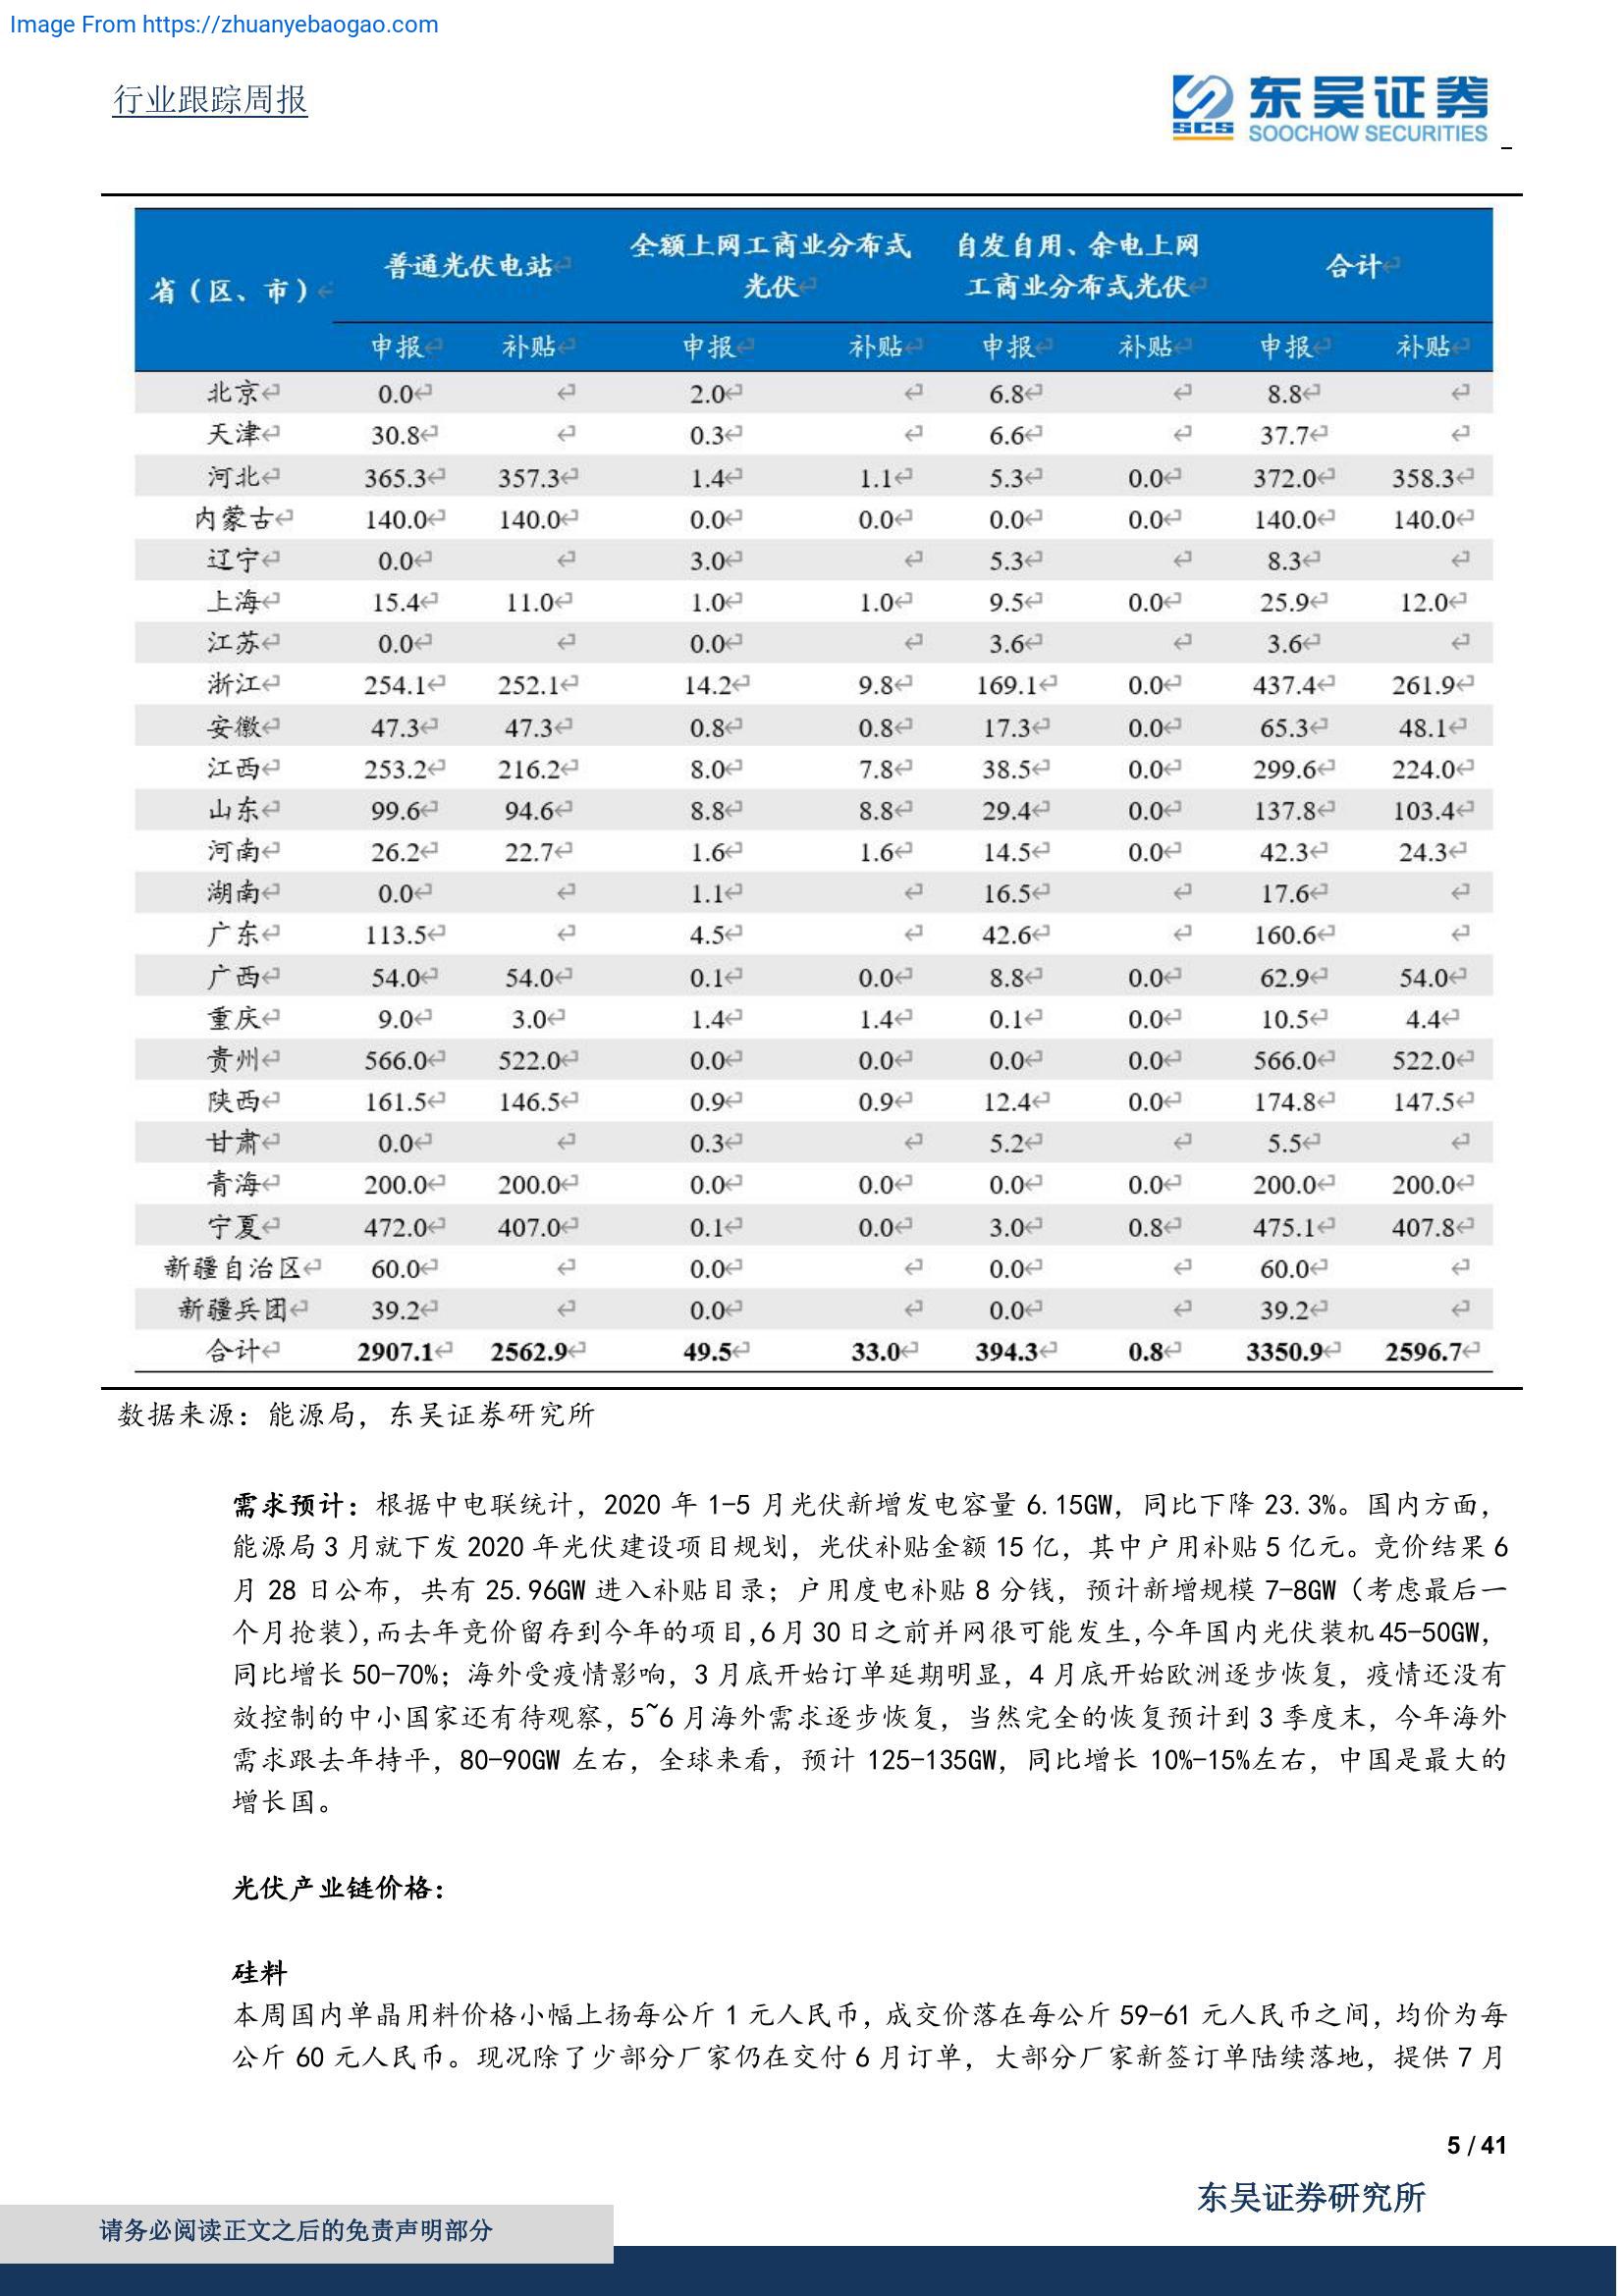 Image From https://zhuanyebaogao.com
行业跟踪周报
东吴证券
SCS
SOOCHOW SECURITIES
省（区、市） 普通光伏电站 全额上网工商业分布式光伏 自发自用、余电上网工商业分布式光伏 合计
申报 补贴 申报 补贴 申报 补贴 申报 补贴
北京 0.0 2.0 6.8 8.8
天津 30.8 0.3 6.6 37.7
河北 365.3 357.3 1.4 1.1 5.3 0.0 372.0 358.3
内蒙古 140.0 140.0 0.0 0.0 0.0 0.0 140.0 140.0
辽宁 0.0 3.0 5.3 8.3
上海 15.4 11.0 1.0 1.0 9.5 0.0 25.9 12.0
江苏 0.0 0.0 3.6 3.6
浙江 254.1 252.1 14.2 9.8 169.1 0.0 437.4 261.9
安徽 47.3 47.3 0.8 0.8 17.3 0.0 65.3 48.1
江西 253.2 216.2 8.0 7.8 38.5 0.0 299.6 224.0
山东 99.6 94.6 8.8 8.8 29.4 0.0 137.8 103.4
河南 26.2 22.7 1.6 1.6 14.5 0.0 42.3 24.3
湖南 0.0 1.1 16.5 17.6
广东 113.5 4.5 42.6 160.6
广西 54.0 54.0 0.1 0.0 8.8 0.0 62.9 54.0
重庆 9.0 3.0 1.4 1.4 0.1 0.0 10.5 4.4
贵州 566.0 522.0 0.0 0.0 0.0 0.0 566.0 522.0
陕西 161.5 146.5 0.9 0.9 12.4 0.0 174.8 147.5
甘肃 0.0 0.3 5.2 5.5
青海 200.0 200.0 0.0 0.0 0.0 0.0 200.0 200.0
宁夏 472.0 407.0 0.1 0.0 3.0 0.8 475.1 407.8
新疆自治区 60.0 0.0 0.0 60.0
新疆兵团 39.2 0.0 0.0 39.2
合计 2907.1 2562.9 49.5 33.0 394.3 0.8 3350.9 2596.7
数据来源：能源局，东吴证券研究所
需求预计：根据中电联统计，2020 年 1-5 月光伏新增发电容量 6.15GW，同比下降 23.3%。国内方面，
能源局 3 月就下发 2020 年光伏建设项目规划，光伏补贴金额 15 亿，其中户用补贴 5 亿元。竞价结果 6
月 28 日公布，共有 25.96GW 进入补贴目录；户用度电补贴 8 分钱，预计新增规模 7-8GW（考虑最后一
个月抢装）,而去年竞价留存到今年的项目,6 月 30 日之前并网很可能发生,今年国内光伏装机 45-50GW，
同比增长 50-70%；海外受疫情影响，3 月底开始订单延期明显，4 月底开始欧洲逐步恢复，疫情还没有
效控制的中小国家还有待观察，5~6 月海外需求逐步恢复，当然完全的恢复预计到 3 季度末，今年海外
需求跟去年持平，80-90GW 左右，全球来看，预计 125-135GW，同比增长 10%-15%左右，中国是最大的
增长国。
光伏产业链价格：
硅料
本周国内单晶用料价格小幅上扬每公斤 1 元人民币，成交价落在每公斤 59-61 元人民币之间，均价为每
公斤 60 元人民币。现况除了少部分厂家仍在交付 6 月订单，大部分厂家新签订单陆续落地，提供 7 月
5 / 41
东吴证券研究所
请务必阅读正文之后的免责声明部分